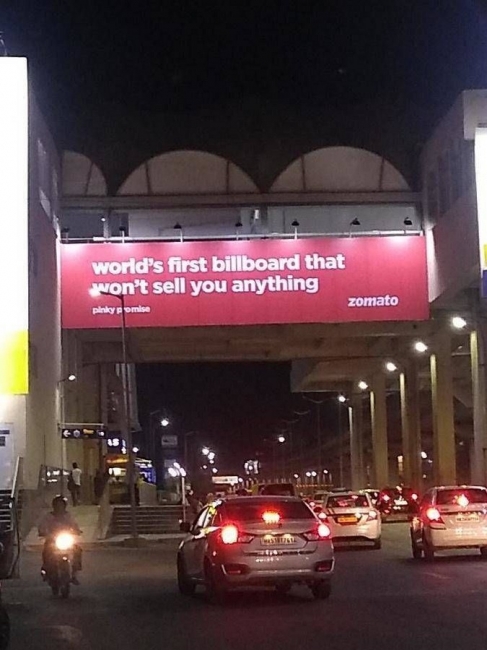 world's first billboard that
won't sell you anything
pinky promise
zomato